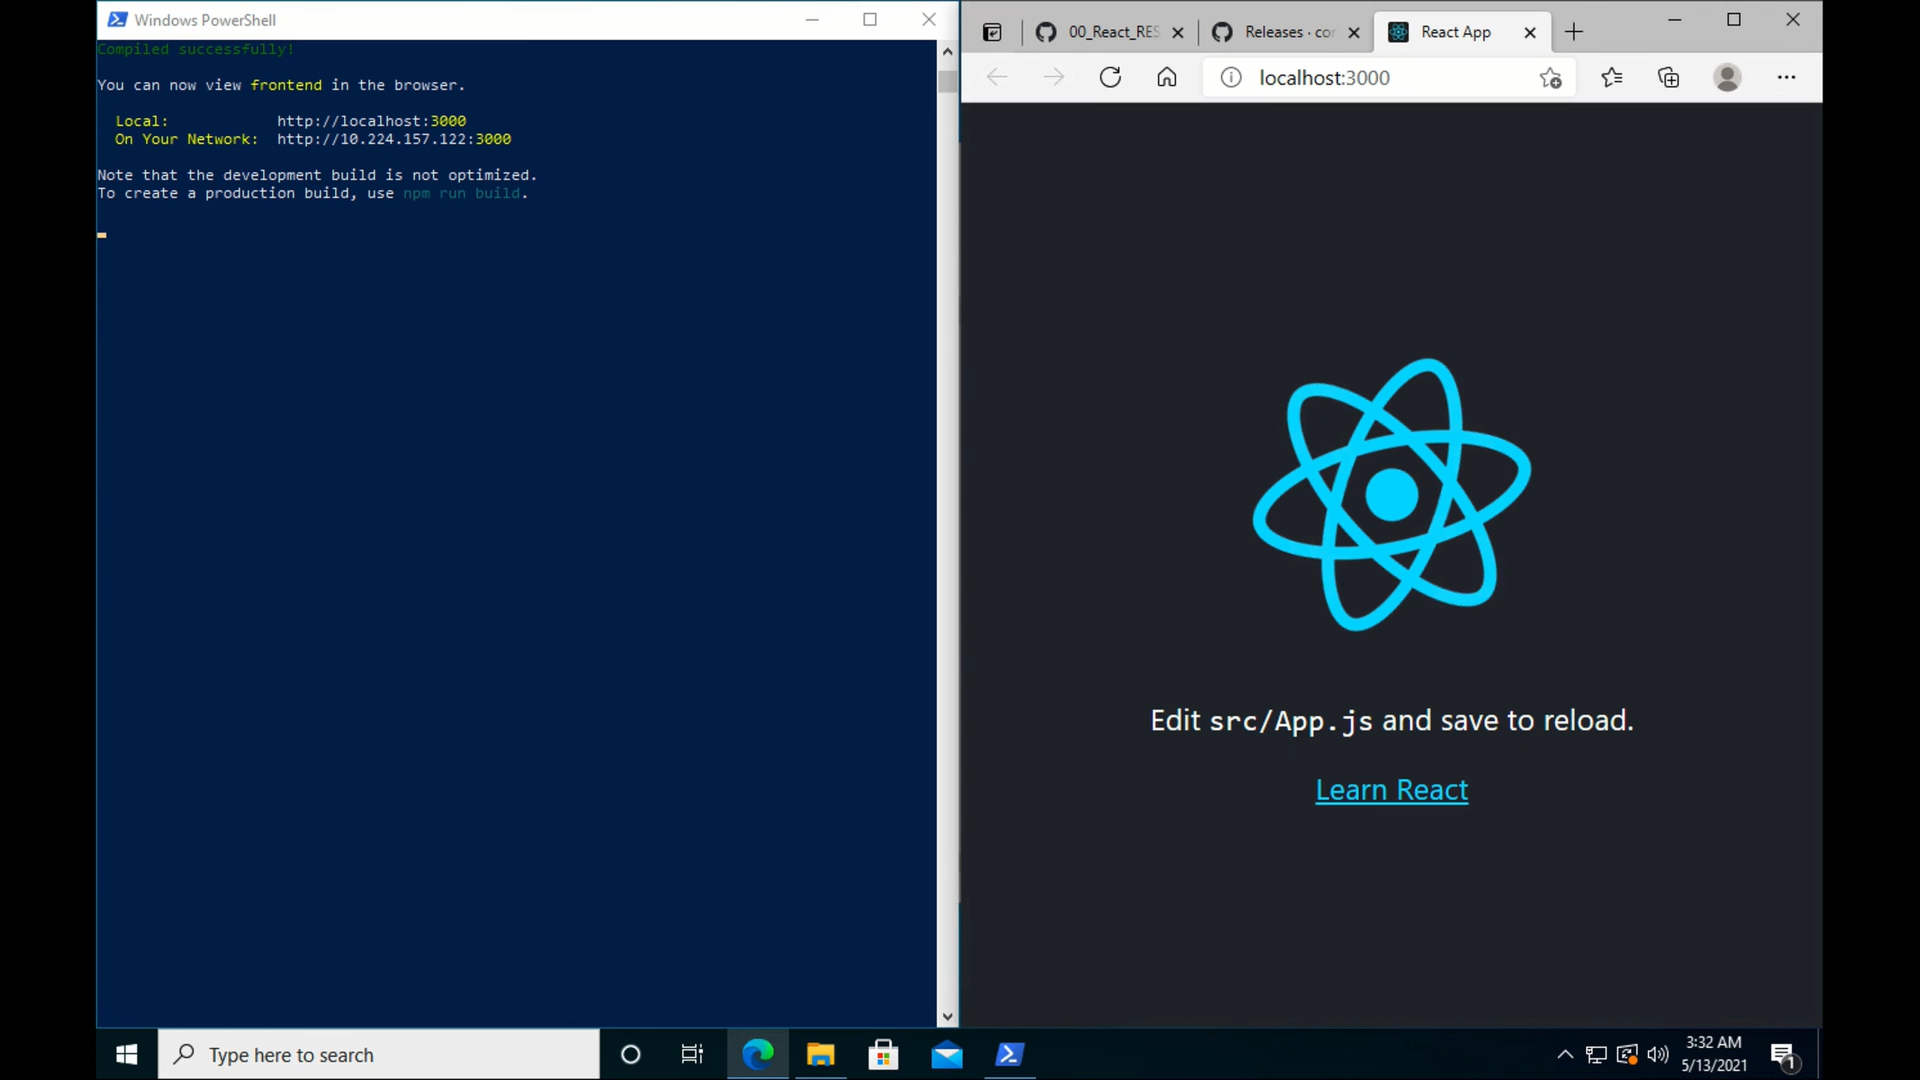 Windows PowerShell
Compiled successfully!
You can now view frontend in the browser.
Local: http://localhost:3000
On Your Network: http://10.224.157.122:3000
Note that the development build is not optimized.
To create a production build, use npm run build.
00_React_RES
Releases · cor
React App
localhost:3000
Edit src/App.js and save to reload.
Learn React
Type here to search
3:32 AM
5/13/2021
1